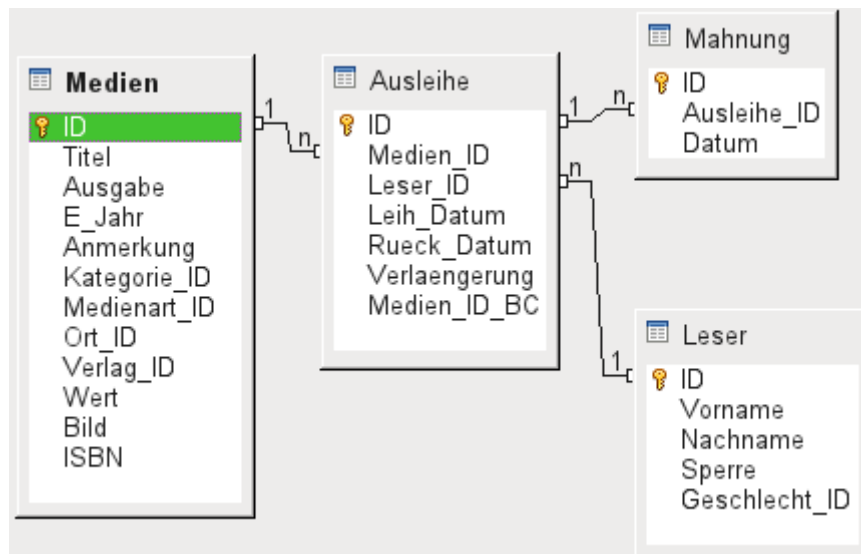 Medien
ID
Titel
Ausgabe
E_Jahr
Anmerkung
Kategorie_ID
Medienart_ID
Ort_ID
Verlag_ID
Wert
Bild
ISBN
1
n
Ausleihe
ID
Medien_ID
Leser_ID
Leih_Datum
Rueck_Datum
Verlaengerung
Medien_ID_BC
1
n
n
1
Mahnung
ID
Ausleihe_ID
Datum
Leser
ID
Vorname
Nachname
Sperre
Geschlecht_ID